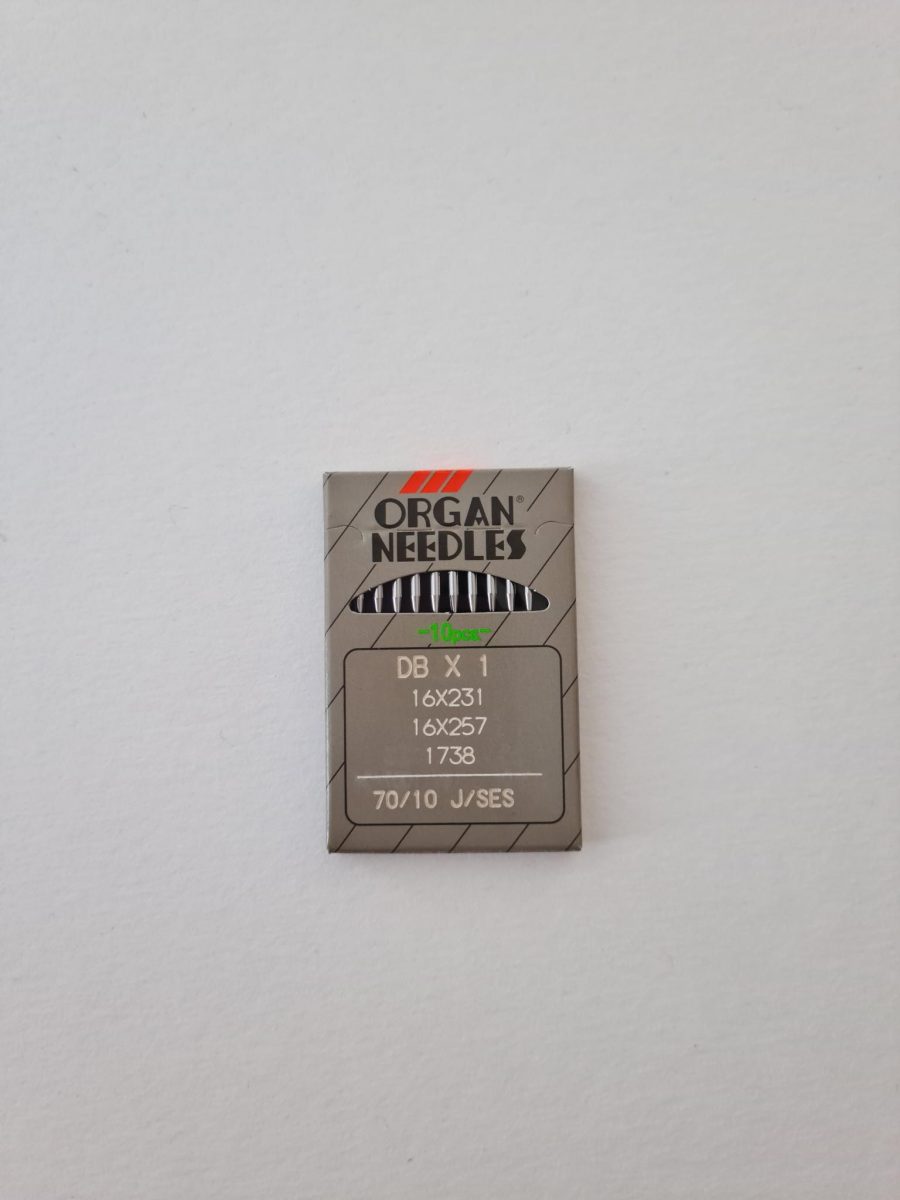 ORGAN®
NEEDLES
-10pcs.-
DB X 1
16X231
16X257
1738
70/10 J/SES